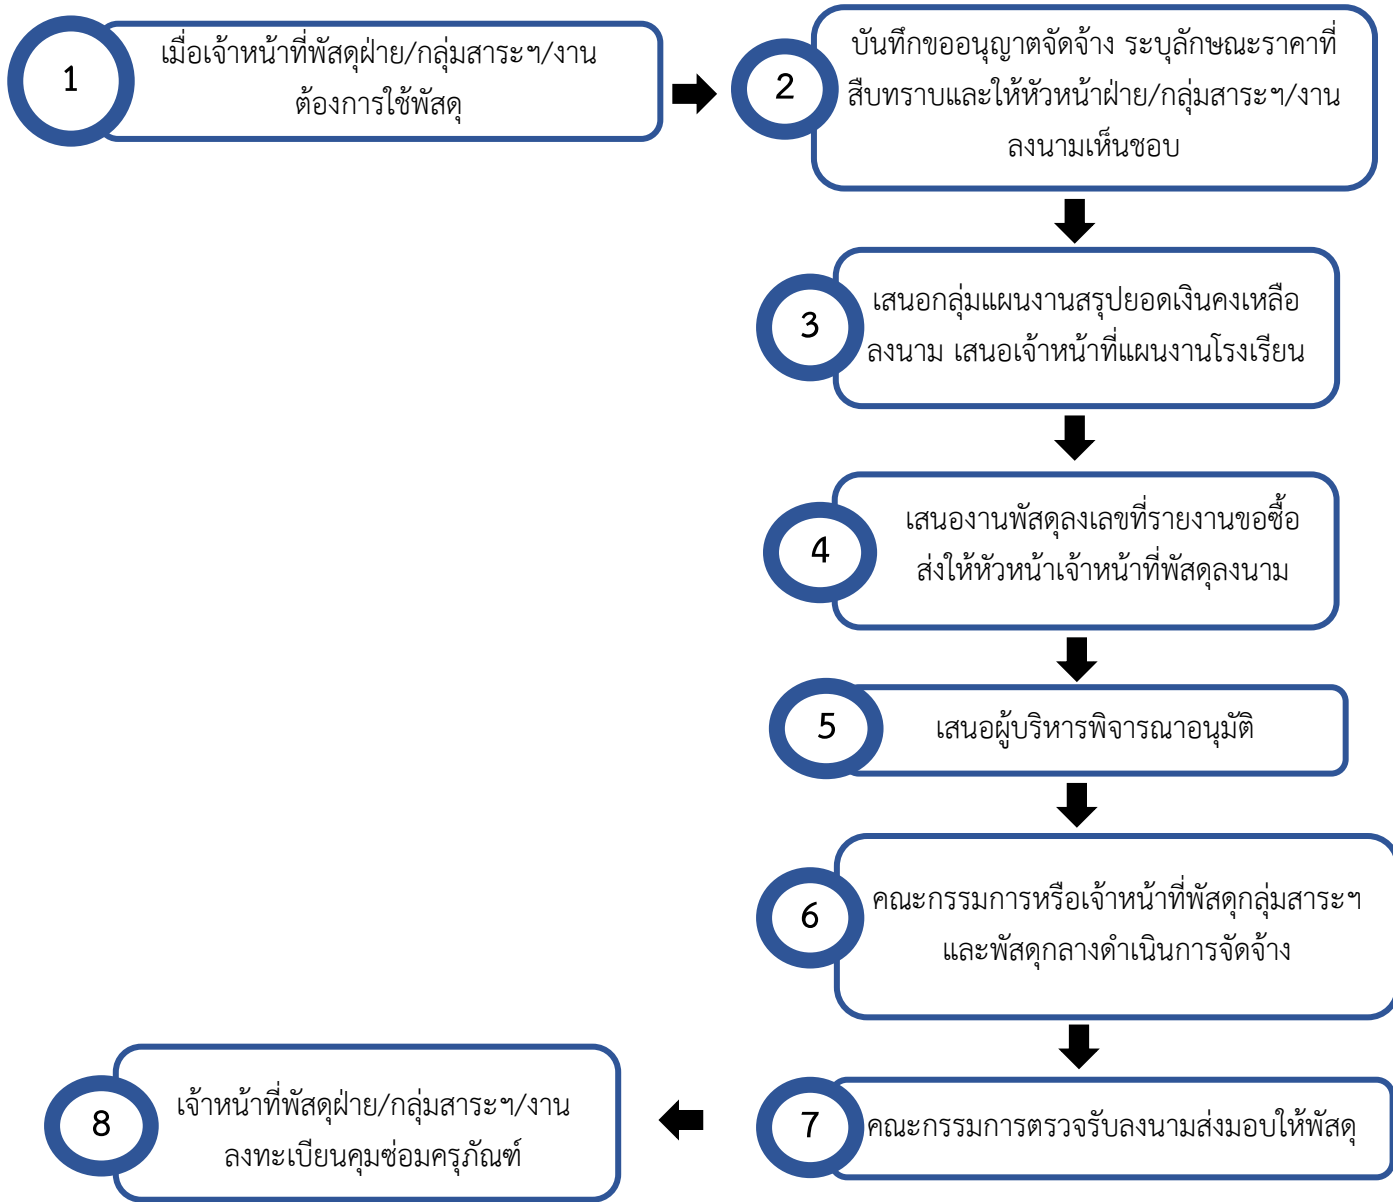 1
เมื่อเจ้าหน้าที่พัสดุฝ่าย/กลุ่มสาระฯ/งาน
ต้องการใช้พัสดุ
2
บันทึกขออนุญาตจัดจ้าง ระบุลักษณะราคาที่
สืบทราบและให้หัวหน้าฝ่าย/กลุ่มสาระฯ/งาน
ลงนามเห็นชอบ
3
เสนอกลุ่มแผนงานสรุปยอดเงินคงเหลือ
ลงนาม เสนอเจ้าหน้าที่แผนงานโรงเรียน
4
เสนองานพัสดุลงเลขที่รายงานขอซื้อ
ส่งให้หัวหน้าเจ้าหน้าที่พัสดุลงนาม
5
เสนอผู้บริหารพิจารณาอนุมัติ
6
คณะกรรมการหรือเจ้าหน้าที่พัสดุกลุ่มสาระฯ
และพัสดุกลางดำเนินการจัดจ้าง
7
คณะกรรมการตรวจรับลงนามส่งมอบให้พัสดุ
8
เจ้าหน้าที่พัสดุฝ่าย/กลุ่มสาระฯ/งาน
ลงทะเบียนคุมซ่อมครุภัณฑ์